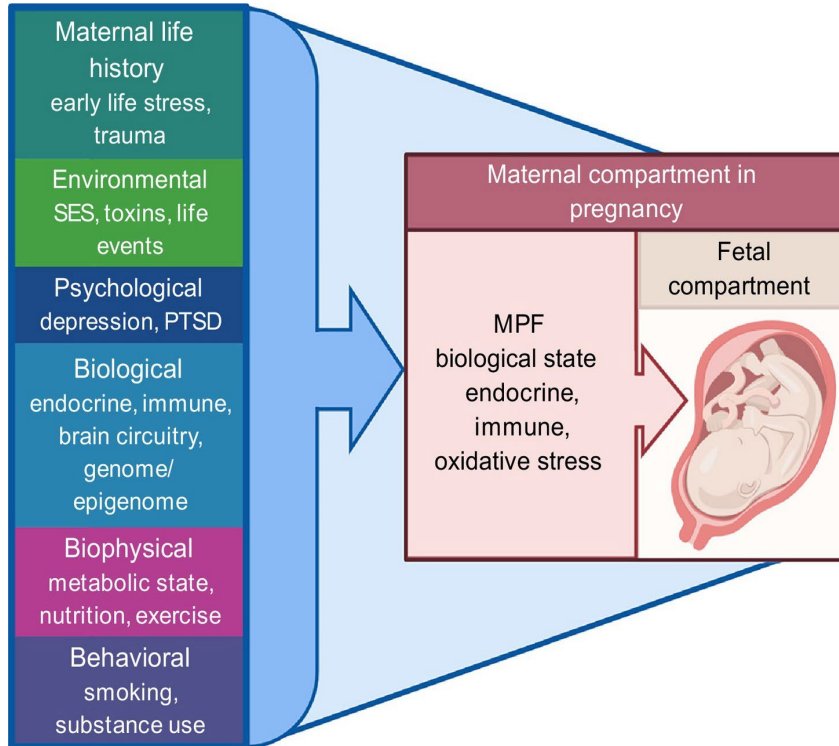 Maternal life
history
early life stress,
trauma
Environmental
SES, toxins, life
events
Psychological
depression, PTSD
Biological
endocrine, immune,
brain circuitry,
genome/
epigenome
Biophysical
metabolic state,
nutrition, exercise
Behavioral
smoking,
substance use
Maternal compartment in
pregnancy
MPF
biological state
endocrine,
immune,
oxidative stress
Fetal
compartment